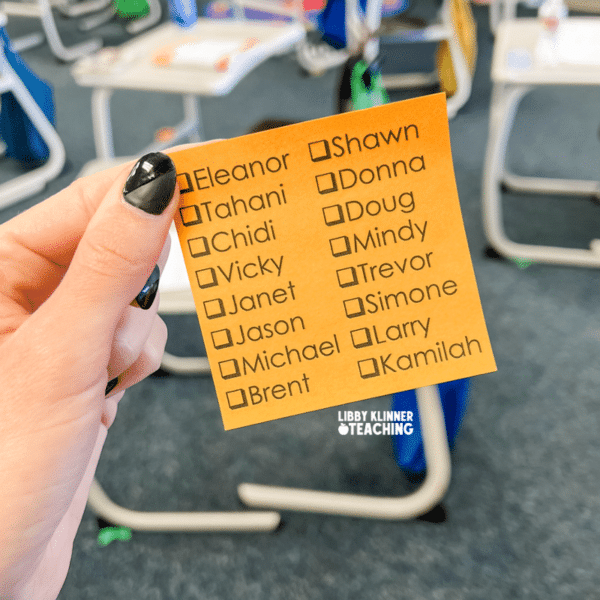 ❑Eleanor
❑Tahani
❑Chidi
❑Vicky
❑Janet
❑Jason
❑Michael
❑Brent
❑Shawn
❑Donna
❑Doug
❑Mindy
❑Trevor
❑Simone
❑Larry
❑Kamilah
LIBBY KLINNER
TEACHING